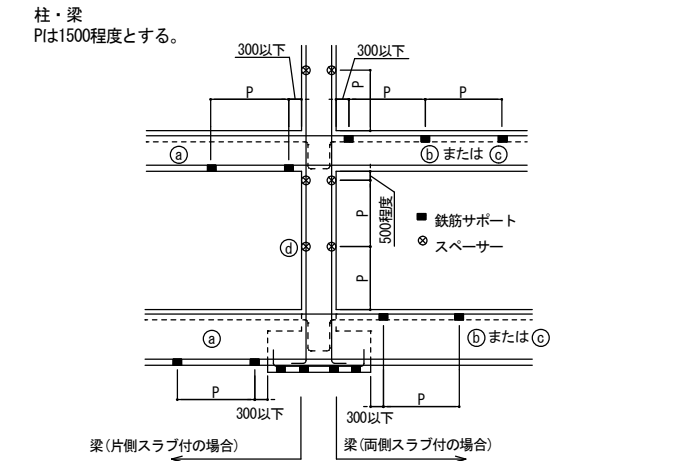 柱・梁
Pは1500程度とする。
300以下
300以下
P
P
P
P
ⓐ
ⓑまたはⓒ
500程度
P
鉄筋サポート
ⓓ
スペーサー
P
ⓐ
ⓑまたはⓒ
P
P
300以下
300以下
梁(片側スラブ付の場合)
梁(両側スラブ付の場合)